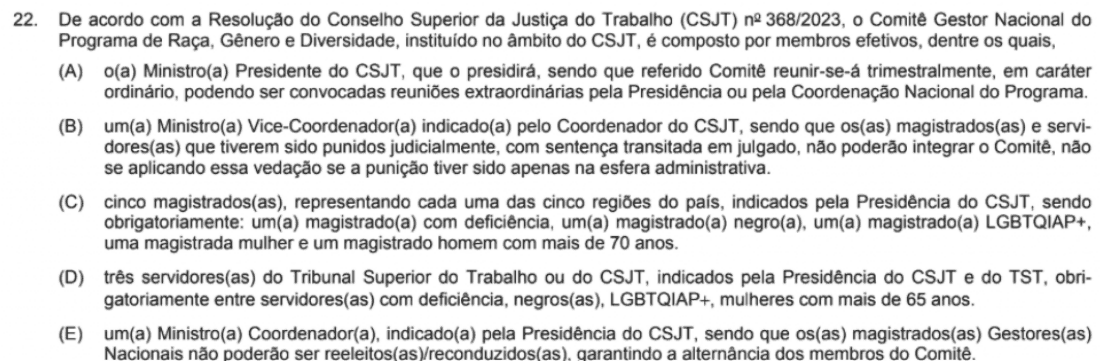 22. De acordo com a Resolução do Conselho Superior da Justiça do Trabalho (CSJT) nº 368/2023, o Comitê Gestor Nacional do
Programa de Raça, Gênero e Diversidade, instituído no âmbito do CSJT, é composto por membros efetivos, dentre os quais,
(A) o(a) Ministro(a) Presidente do CSJT, que o presidirá, sendo que referido Comitê reunir-se-á trimestralmente, em caráter
ordinário, podendo ser convocadas reuniões extraordinárias pela Presidência ou pela Coordenação Nacional do Programa.
(B) um(a) Ministro(a) Vice-Coordenador(a) indicado(a) pelo Coordenador do CSJT, sendo que os(as) magistrados(as) e servi-
dores(as) que tiverem sido punidos judicialmente, com sentença transitada em julgado, não poderão integrar o Comitê, não
se aplicando essa vedação se a punição tiver sido apenas na esfera administrativa.
(C) cinco magistrados(as), representando cada uma das cinco regiões do país, indicados pela Presidência do CSJT, sendo
obrigatoriamente: um(a) magistrado(a) com deficiência, um(a) magistrado(a) negro(a), um(a) magistrado(a) LGBTQIAP+,
uma magistrada mulher e um magistrado homem com mais de 70 anos.
(D) três servidores(as) do Tribunal Superior do Trabalho ou do CSJT, indicados pela Presidência do CSJT e do TST, obri-
gatoriamente entre servidores(as) com deficiência, negros(as), LGBTQIAP+, mulheres com mais de 65 anos.
(E) um(a) Ministro(a) Coordenador(a), indicado(a) pela Presidência do CSJT, sendo que os(as) magistrados(as) Gestores(as)
Nacionais não poderão ser reeleitos(as)/reconduzidos(as), garantindo a alternância dos membros do Comitê.